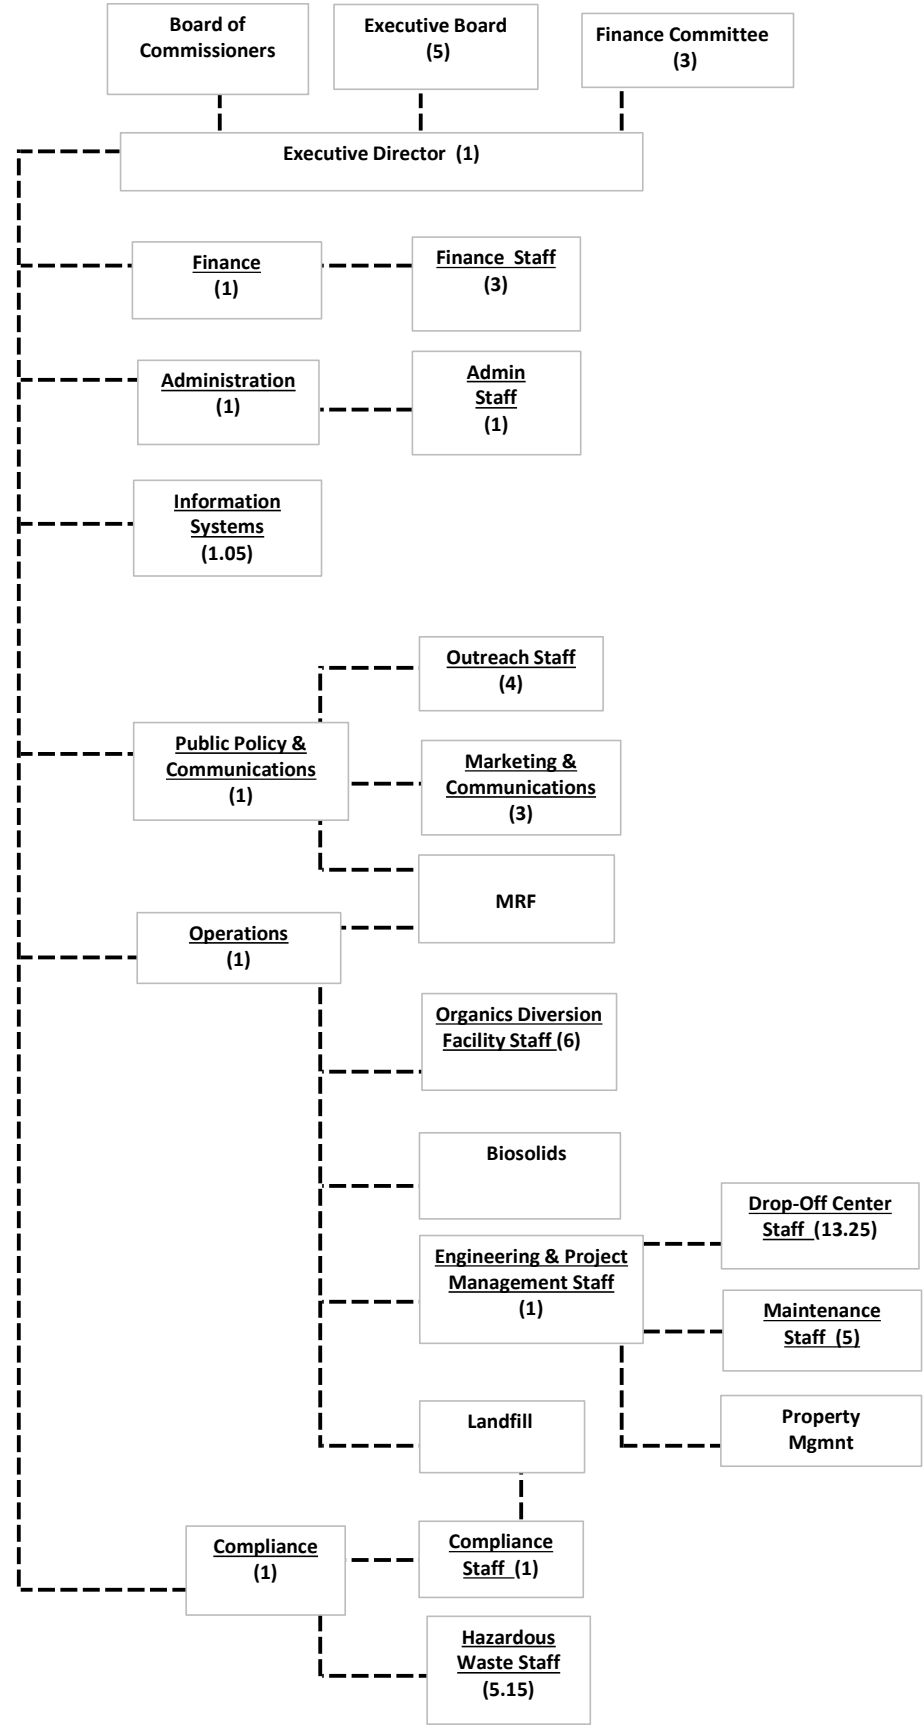 Board of
Commissioners
Executive Board
(5)
Finance Committee
(3)
Executive Director (1)
Finance
(1)
Finance Staff
(3)
Administration
(1)
Admin
Staff
(1)
Information
Systems
(1.05)
Outreach Staff
(4)
Public Policy &
Communications
(1)
Marketing &
Communications
(3)
MRF
Operations
(1)
Organics Diversion
Facility Staff (6)
Biosolids
Drop-Off Center
Staff (13.25)
Engineering & Project
Management Staff
(1)
Maintenance
Staff (5)
Property
Mgmnt
Landfill
Compliance
(1)
Compliance
Staff (1)
Hazardous
Waste Staff
(5.15)